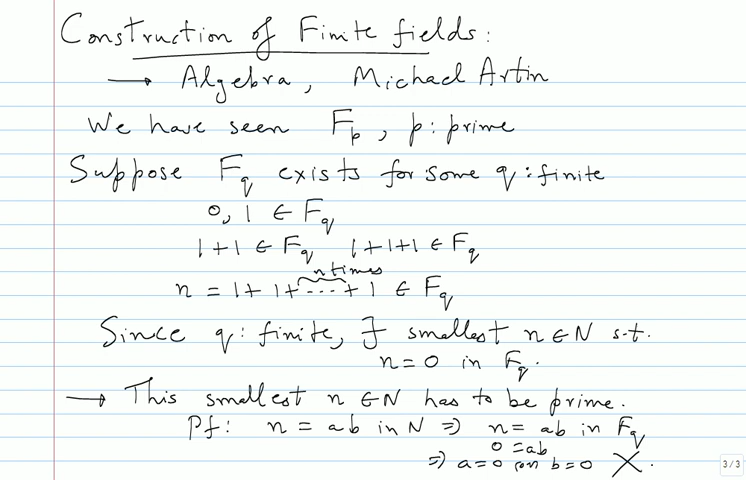 Construction of Finite fields:
→ Algebra, Michael Artin
We have seen F_p, p: prime
Suppose F_q exists for some q: finite
0, 1 ∈ F_q
1+1 ∈ F_q 1+1+1 ∈ F_q
n times
n = 1+1+ ... +1 ∈ F_q
Since q: finite, ∃ smallest n ∈ N s.t.
n=0 in F_q.
→ This smallest n ∈ N has to be prime.
Pf: n = ab in N ⇒ n = ab in F_q
0 = ab
⇒ a=0 or b=0 X.
3/3